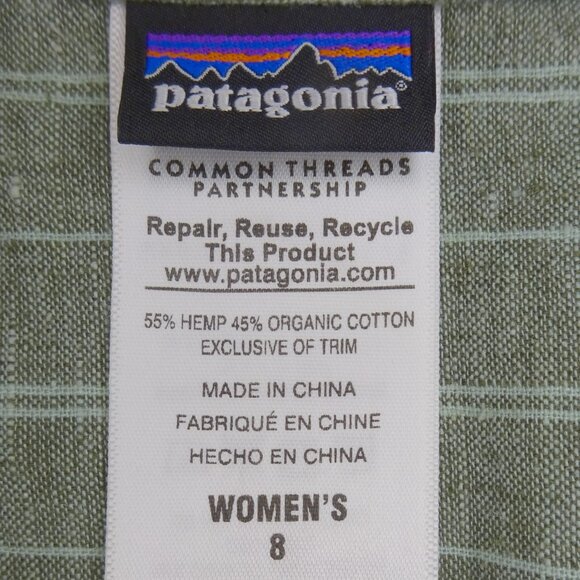 patagonia®
COMMON THREADS
PARTNERSHIP
Repair, Reuse, Recycle
This Product
www.patagonia.com
55% HEMP 45% ORGANIC COTTON
EXCLUSIVE OF TRIM
MADE IN CHINA
FABRIQUÉ EN CHINE
HECHO EN CHINA
WOMEN'S
8